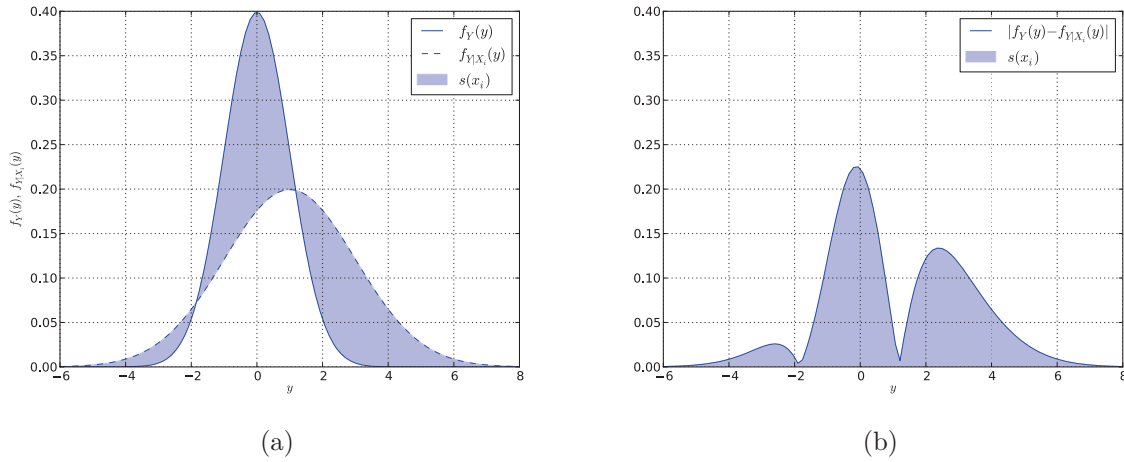 0.40
0.35
0.30
0.25
0.20
0.15
0.10
0.05
0.00
f_Y(y), f_{Y|X_i}(y)
−6 −4 −2 0 2 4 6 8
y
f_Y(y)
f_{Y|X_i}(y)
s(x_i)
(a)
0.40
0.35
0.30
0.25
0.20
0.15
0.10
0.05
0.00
−6 −4 −2 0 2 4 6 8
y
|f_Y(y)−f_{Y|X_i}(y)|
s(x_i)
(b)